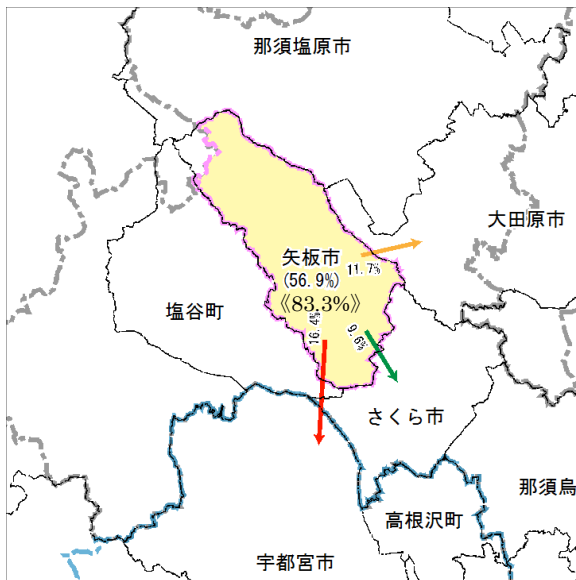 那須塩原市
大田原市
矢板市
11.7%
(56.9%)
《83.3%》
塩谷町
16.4%
9.6%
さくら市
那須烏
高根沢町
宇都宮市